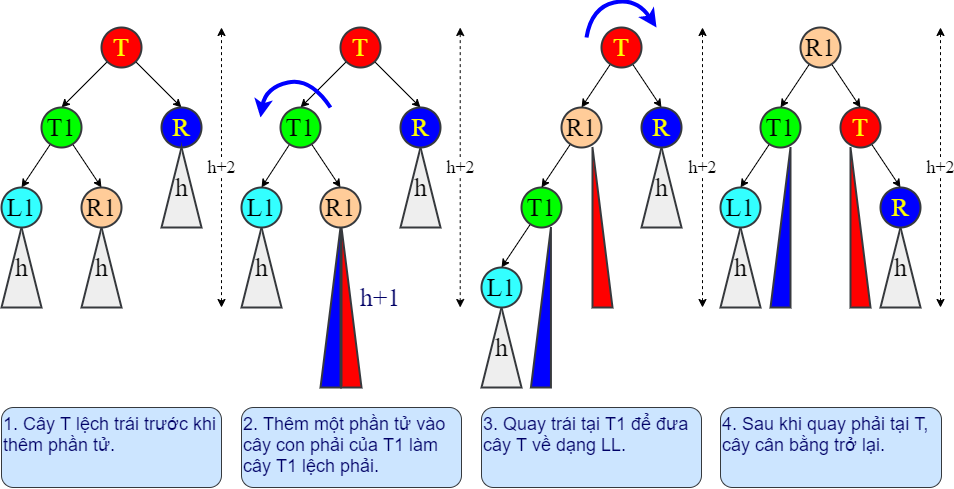 T
T1
R
L1
R1
h
h
h
h+2
T
T1
R
L1
R1
h
h
h+1
h+2
T
R1
R
T1
L1
h
h
h+2
R1
T1
T
L1
R
h
h
h+2
1. Cây T lệch trái trước khi
thêm phần tử.
2. Thêm một phần tử vào
cây con phải của T1 làm
cây T1 lệch phải.
3. Quay trái tại T1 để đưa
cây T về dạng LL.
4. Sau khi quay phải tại T,
cây cân bằng trở lại.